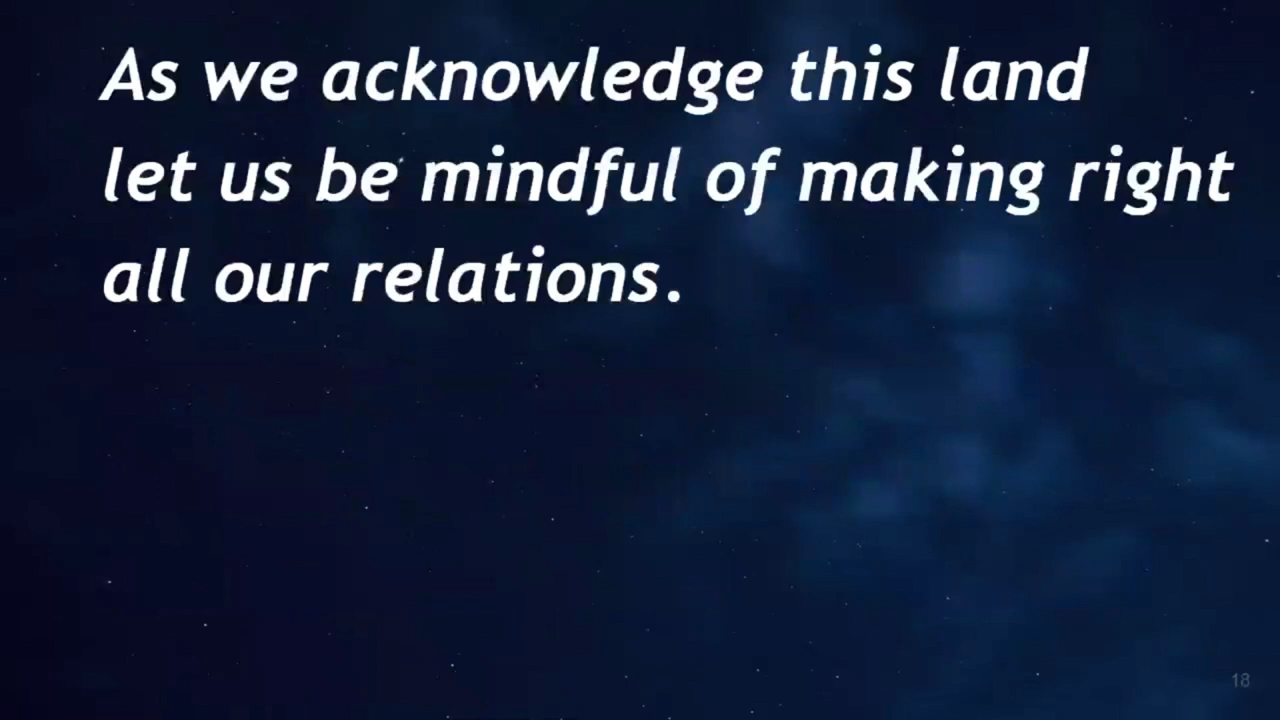 As we acknowledge this land
let us be mindful of making right
all our relations.
18